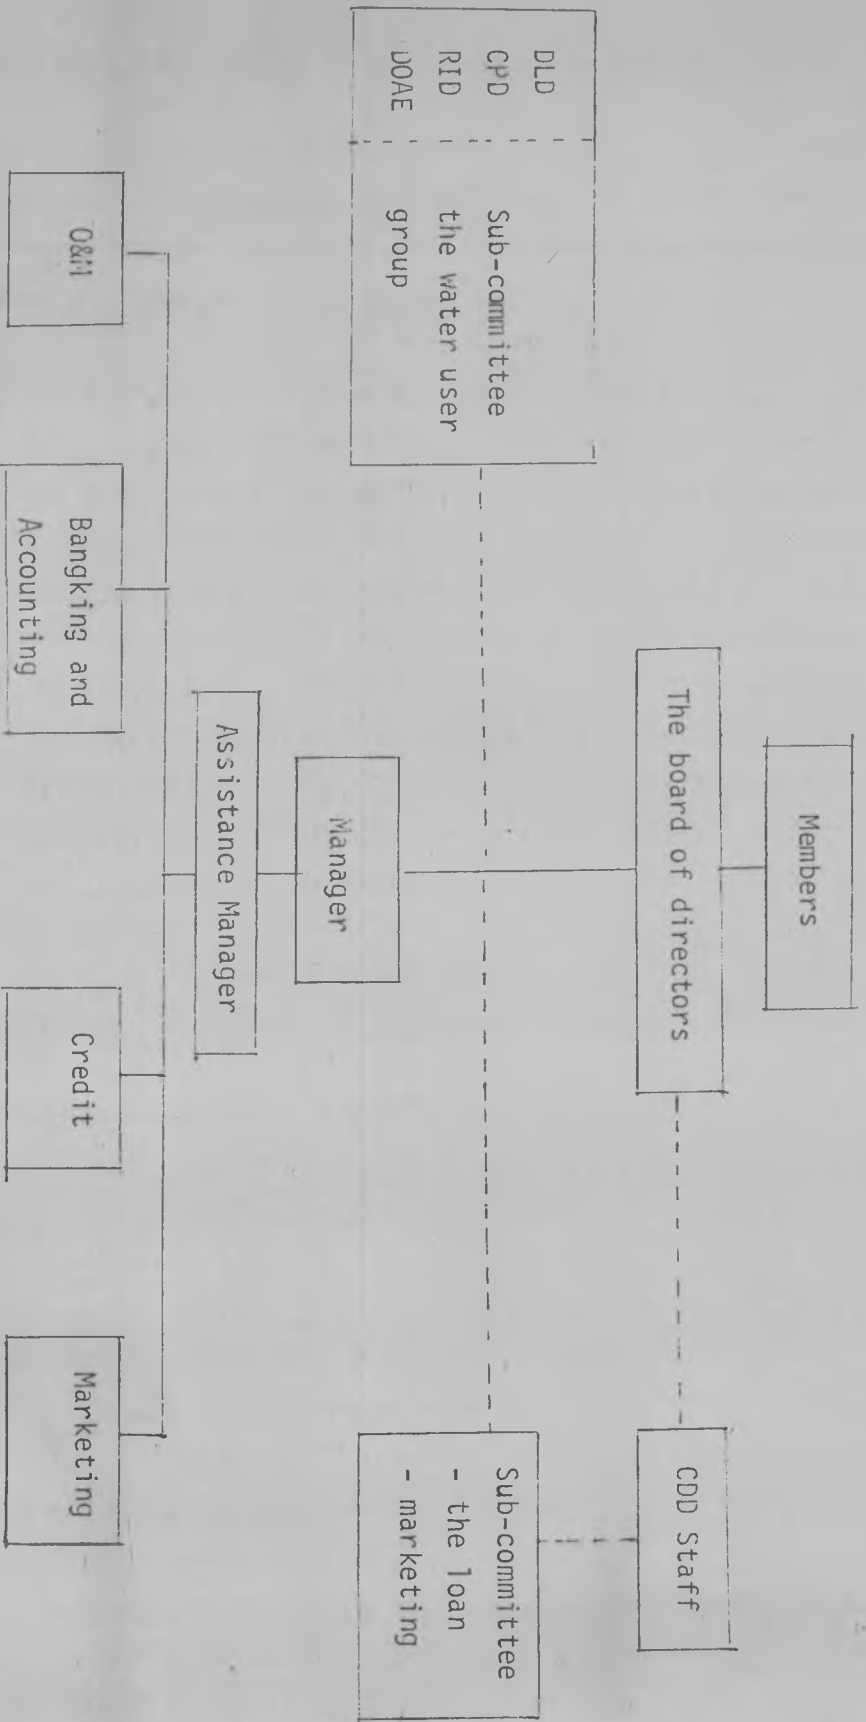 Members
The board of directors
CDD Staff
DLD
CPD
RID
DOAE
Sub-committee
the water user
group
Sub-committee
- the loan
- marketing
Manager
Assistance Manager
O&M
Bangking and
Accounting
Credit
Marketing